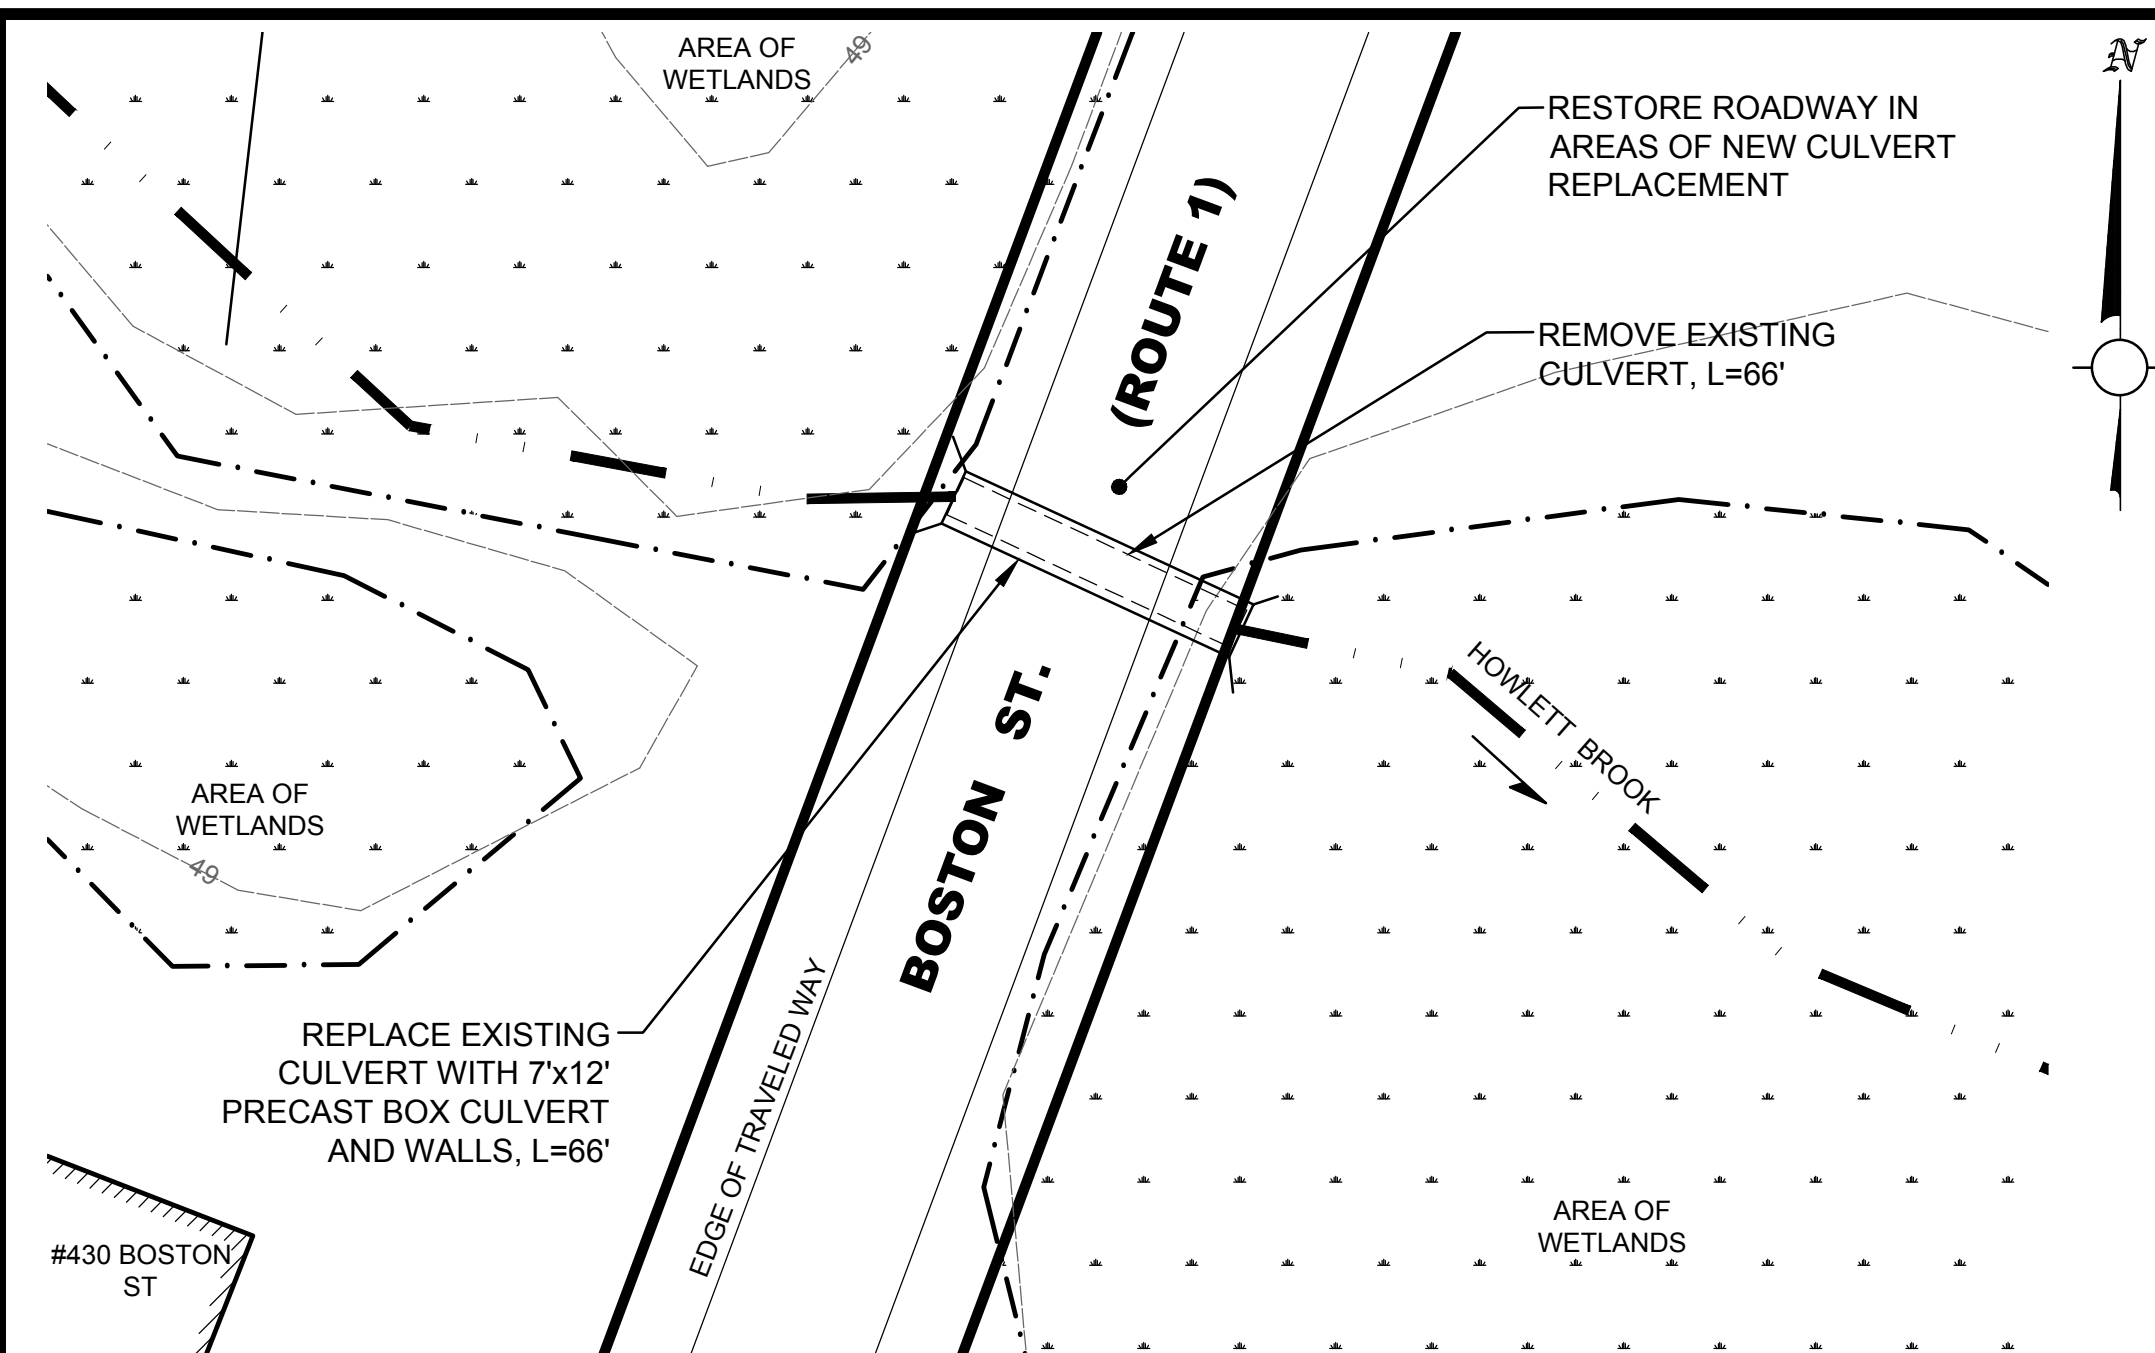 AREA OF
WETLANDS
49
N
RESTORE ROADWAY IN
AREAS OF NEW CULVERT
REPLACEMENT
(ROUTE 1)
REMOVE EXISTING
CULVERT, L=66'
HOWLETT BROOK
BOSTON ST.
AREA OF
WETLANDS
49
EDGE OF TRAVELED WAY
REPLACE EXISTING
CULVERT WITH 7'x12'
PRECAST BOX CULVERT
AND WALLS, L=66'
AREA OF
WETLANDS
#430 BOSTON
ST